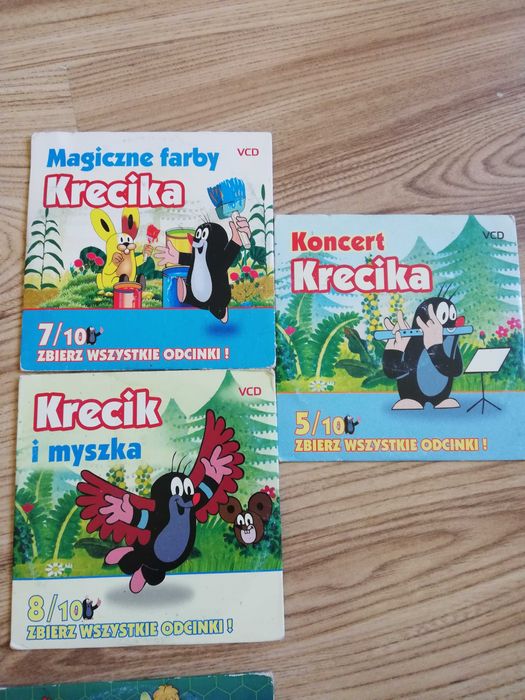 Magiczne farby
VCD
Krecika
7/10
ZBIERZ WSZYSTKIE ODCINKI !
Koncert
VCD
Krecika
5/10
ZBIERZ WSZYSTKIE ODCINKI !
Krecik
VCD
i myszka
8/10
ZBIERZ WSZYSTKIE ODCINKI !